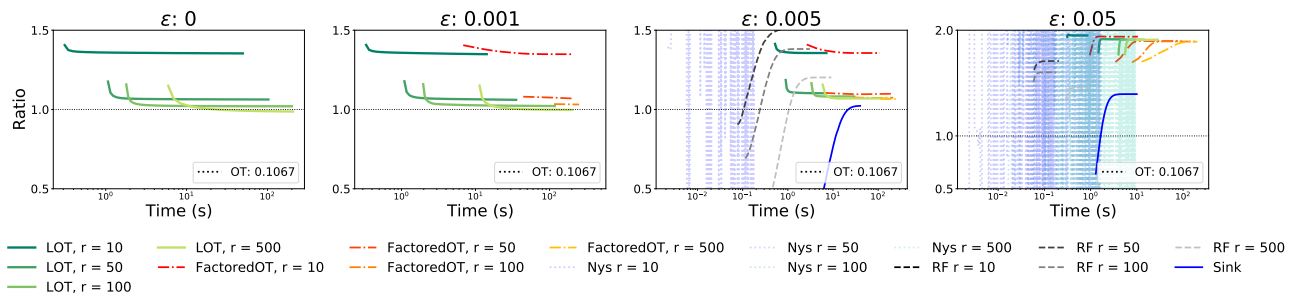 ε: 0
ε: 0.001
ε: 0.005
ε: 0.05
Ratio
1.5
1.0
0.5
OT: 0.1067
10⁰
10¹
10²
Time (s)
1.5
1.0
0.5
OT: 0.1067
10⁰
10¹
10²
Time (s)
1.5
1.0
0.5
OT: 0.1067
10⁻²
10⁻¹
10⁰
10¹
10²
Time (s)
2.0
1.0
0.5
OT: 0.1067
10⁻²
10⁻¹
10⁰
10¹
10²
Time (s)
LOT, r = 10
LOT, r = 50
LOT, r = 100
LOT, r = 500
FactoredOT, r = 10
FactoredOT, r = 50
FactoredOT, r = 100
FactoredOT, r = 500
Nys r = 10
Nys r = 50
Nys r = 100
Nys r = 500
RF r = 10
RF r = 50
RF r = 100
RF r = 500
Sink